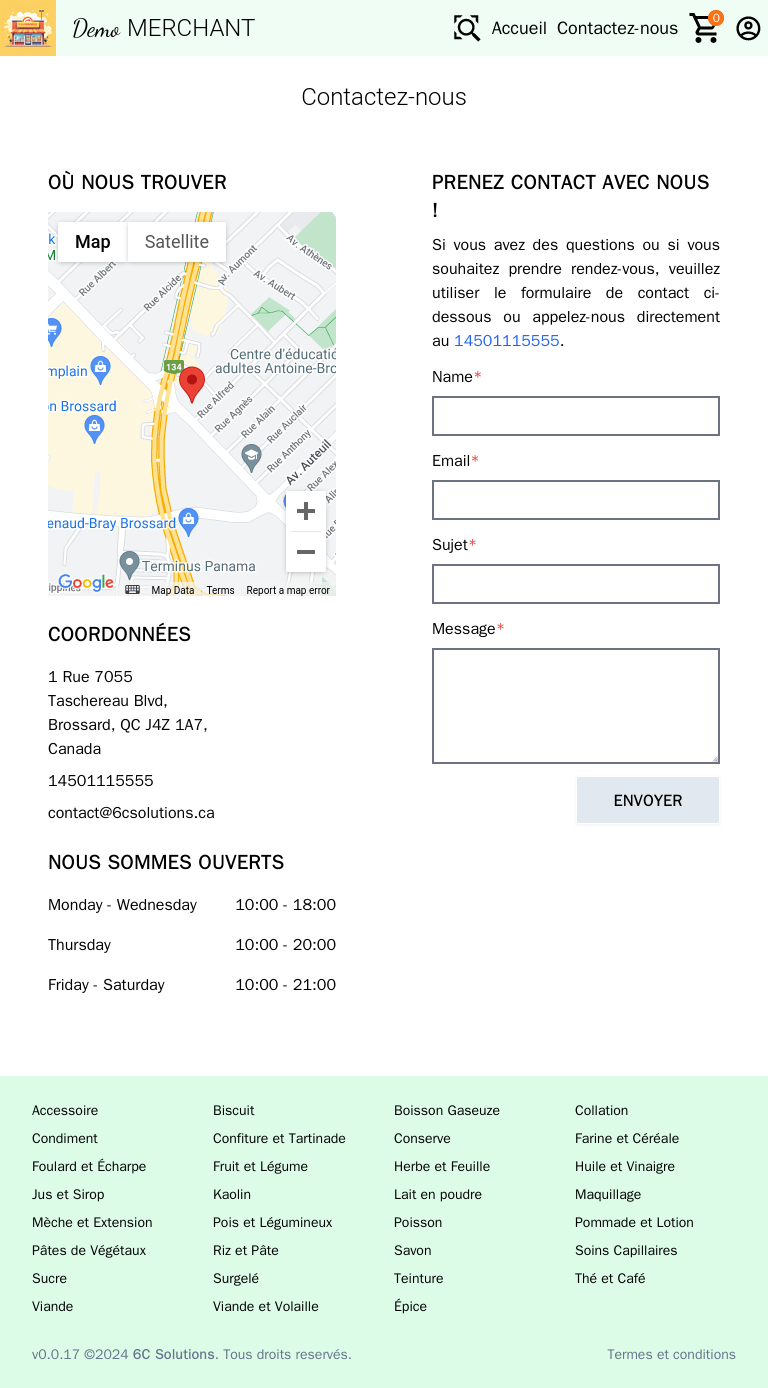 Demo MERCHANT
Accueil
Contactez-nous
0
Contactez-nous
OÙ NOUS TROUVER
Map
Satellite
Rue Albert
Rue Alcide
Av. Aumont
Av. Aubert
Av. Athènes
Centre d'éducatio
adultes Antoine-Bro
134
mplain
on Brossard
Rue Alfred
Rue Agnès
Rue Alain
Rue Auclair
Rue Anthony
Av. Auteuil
Rue Alex
enaud-Bray Brossard
Terminus Panama
Google
Map Data
Terms
Report a map error
COORDONNÉES
1 Rue 7055
Taschereau Blvd,
Brossard, QC J4Z 1A7,
Canada
14501115555
contact@6csolutions.ca
NOUS SOMMES OUVERTS
Monday - Wednesday 10:00 - 18:00
Thursday 10:00 - 20:00
Friday - Saturday 10:00 - 21:00
PRENEZ CONTACT AVEC NOUS
!
Si vous avez des questions ou si vous
souhaitez prendre rendez-vous, veuillez
utiliser le formulaire de contact ci-
dessous ou appelez-nous directement
au 14501115555.
Name*
Email*
Sujet*
Message*
ENVOYER
Accessoire Biscuit Boisson Gaseuze Collation
Condiment Confiture et Tartinade Conserve Farine et Céréale
Foulard et Écharpe Fruit et Légume Herbe et Feuille Huile et Vinaigre
Jus et Sirop Kaolin Lait en poudre Maquillage
Mèche et Extension Pois et Légumineux Poisson Pommade et Lotion
Pâtes de Végétaux Riz et Pâte Savon Soins Capillaires
Sucre Surgelé Teinture Thé et Café
Viande Viande et Volaille Épice
v0.0.17 ©2024 6C Solutions. Tous droits reservés.
Termes et conditions